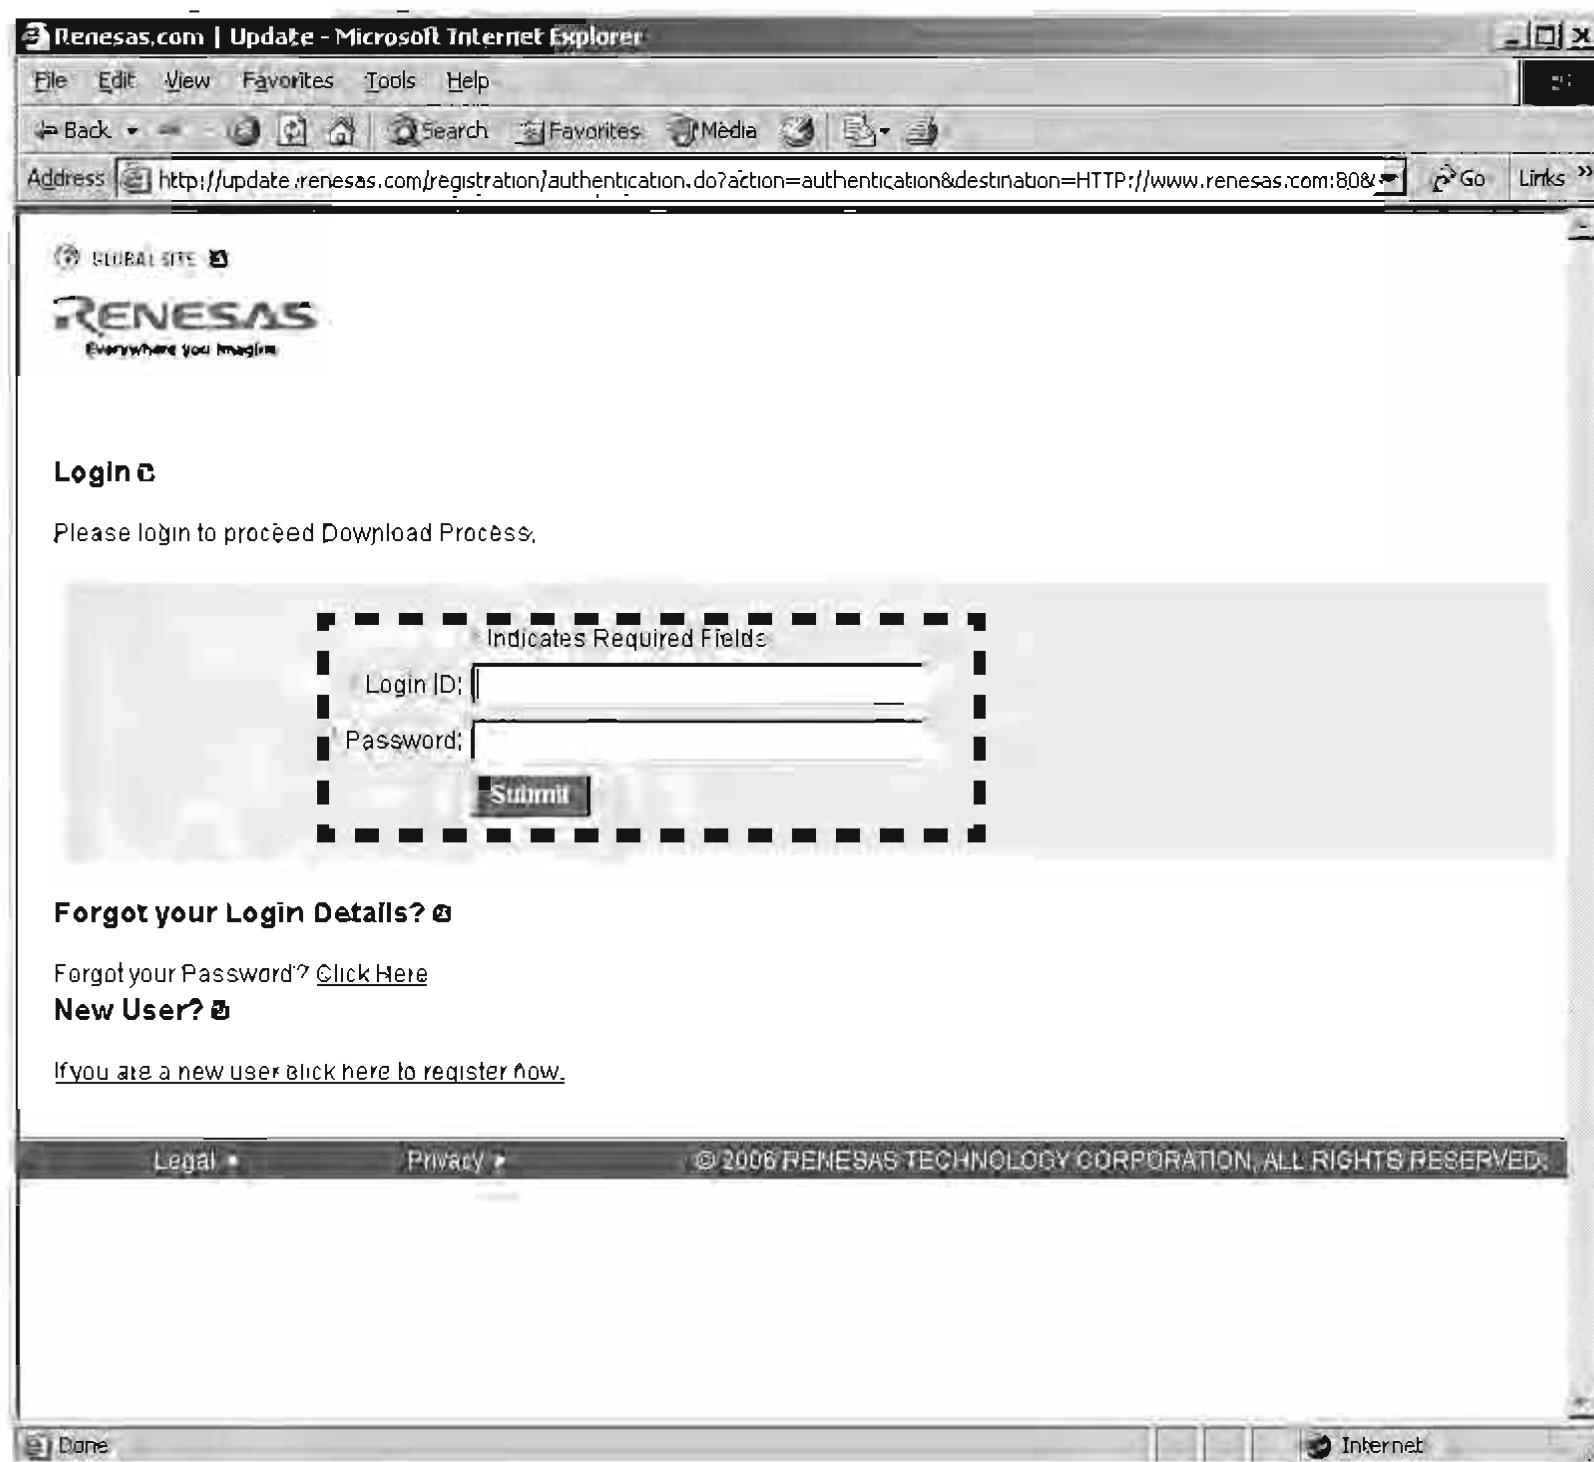 Renesas.com | Update - Microsoft Internet Explorer
File Edit View Favorites Tools Help
Back Search Favorites Media
Address http://update.renesas.com/registration/authentication.do?action=authentication&destination=HTTP://www.renesas.com:80& Go Links »
GLOBAL SITE
RENESAS
Everywhere you imagine
Login
Please login to proceed Download Process.
* Indicates Required Fields
* Login ID:
* Password:
Submit
Forgot your Login Details?
Forgot your Password? Click Here
New User?
If you are a new user click here to register now.
Legal Privacy © 2006 RENESAS TECHNOLOGY CORPORATION, ALL RIGHTS RESERVED.
Done Internet